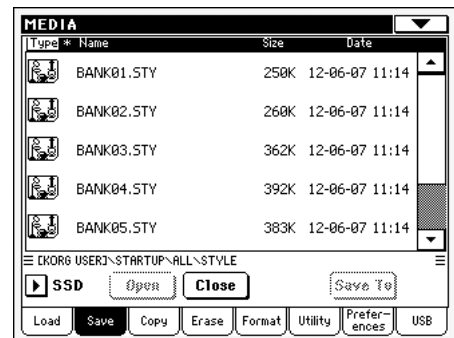 MEDIA
Type * Name Size Date
BANK01.STY 250K 12-06-07 11:14
BANK02.STY 260K 12-06-07 11:14
BANK03.STY 362K 12-06-07 11:14
BANK04.STY 392K 12-06-07 11:14
BANK05.STY 383K 12-06-07 11:14
[KORG USER]\STARTUP\ALL\STYLE
SSD Open Close Save To
Load Save Copy Erase Format Utility Prefer-ences USB